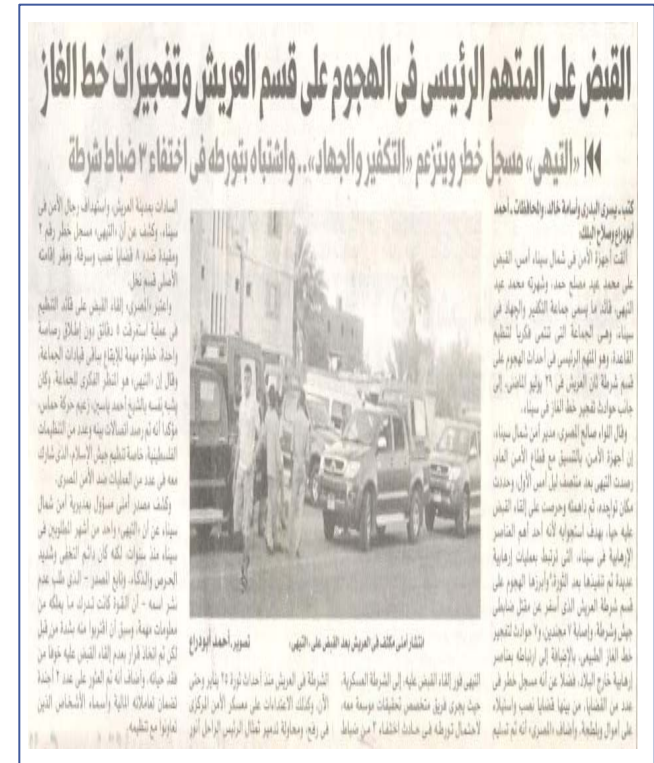 القبض على المتهم الرئيسى فى الهجوم على قسم العريش وتفجيرات خط الغاز
«التيهى» مسجل خطر ويتزعم «التكفير والجهاد».. واشتباه بتورطه فى اختفاء ٣ ضباط شرطة
كتب ـ يسرى البدرى وأسامة خالد، والمحافظات ـ أحمد
أبودراع وصلاح البلك:
ألقت أجهزة الأمن فى شمال سيناء أمس، القبض
على محمد عيد مصلح حمد، وشهرته محمد عيد
التيهى، قائد ما يسمى جماعة التكفير والجهاد فى
سيناء، وهى الجماعة التى تنتمى فكريا لتنظيم
القاعدة، وهو المتهم الرئيسى فى أحداث الهجوم على
قسم شرطة ثان العريش فى ٢٩ يوليو الماضى، إلى
جانب حوادث تفجير خط الغاز فى سيناء.
وقال اللواء صالح المصرى، مدير أمن شمال سيناء،
إن أجهزة الأمن، بالتنسيق مع قطاع الأمن العام،
رصدت التيهى بعد منتصف ليل أمس الأول، وحددت
مكان تواجده، ثم داهمته وحرصت على إلقاء القبض
عليه حيا، بهدف استجوابه لأنه أحد أهم العناصر
الإرهابية فى سيناء، التى ترتبط بعمليات إرهابية
عديدة تم تنفيذها بعد الثورة، وأبرزها الهجوم على
قسم شرطة العريش الذى أسفر عن مقتل ضابطى
جيش وشرطة، وإصابة ٧ مجندين، و٧ حوادث لتفجير
خط الغاز الطبيعى، بالإضافة إلى ارتباطه بعناصر
إرهابية خارج البلاد، فضلا عن أنه مسجل خطر فى
عدد من القضايا، من بينها قضايا نصب واستيلاء
على أموال وبلطجة. وأضاف «المصرى» أنه تم تسليم
انتشار أمنى مكثف فى العريش بعد القبض على «التيهى»
تصوير ـ أحمد أبودراع
التيهى فور إلقاء القبض عليه، إلى الشرطة العسكرية،
حيث يجرى فريق متخصص تحقيقات موسعة معه،
لاحتمال تورطه فى حادث اختفاء ٣ من ضباط
الشرطة فى العريش منذ أحداث ثورة ٢٥ يناير وحتى
الآن، وكذلك الاعتداءات على معسكر الأمن المركزى
فى رفح، ومحاولة تدمير تمثال الرئيس الراحل أنور
السادات بمدينة العريش، واستهداف رجال الأمن فى
سيناء. وكشف عن أن «التيهى» مسجل خطر رقم ٢
ومقيدة ضده ٨ قضايا نصب وسرقة، ومقر إقامته
الأصلى قسم نخل.
واعتبر «المصرى» إلقاء القبض على قائد التنظيم
فى عملية استمرت ٥ دقائق دون إطلاق رصاصة
واحدة، خطوة مهمة للإيقاع بباقى قيادات الجماعة،
وقال إن «التيهى» هو المنظر الفكرى للجماعة، وكان
يشبه نفسه بالشيخ أحمد ياسين، زعيم حركة حماس،
مؤكدا أنه تم رصد اتصالات بينه وعدد من التنظيمات
الفلسطينية، خاصة تنظيم جيش الإسلام، الذى شارك
معه فى عدد من العمليات ضد الأمن المصرى.
وكشف مصدر أمنى مسؤول بمديرية أمن شمال
سيناء عن أن «التيهى» واحد من أشهر المطلوبين فى
سيناء منذ سنوات، لكنه كان دائم التخفى وشديد
الحرص والذكاء. وتابع المصدر - الذى طلب عدم
نشر اسمه - أن القوة كانت تدرك ما يملكه من
معلومات مهمة، وسبق أن اقتربوا منه بشدة من قبل
لكن تم اتخاذ قرار بعدم إلقاء القبض عليه خوفا من
فقد حياته. وأضاف أنه تم العثور على عدد ٢ أجندة
تضمان تعاملاته المالية وأسماء الأشخاص الذين
تعاونوا مع تنظيمه.